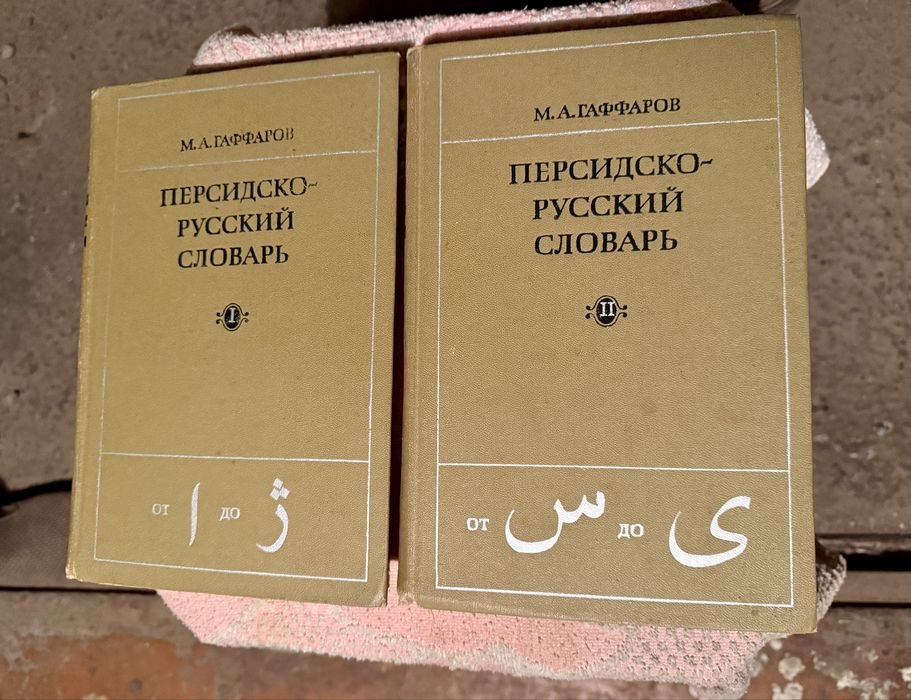 М. А. ГАФФАРОВ
ПЕРСИДСКО-
РУССКИЙ
СЛОВАРЬ
I
от ا до ژ
М. А. ГАФФАРОВ
ПЕРСИДСКО-
РУССКИЙ
СЛОВАРЬ
II
от س до ی